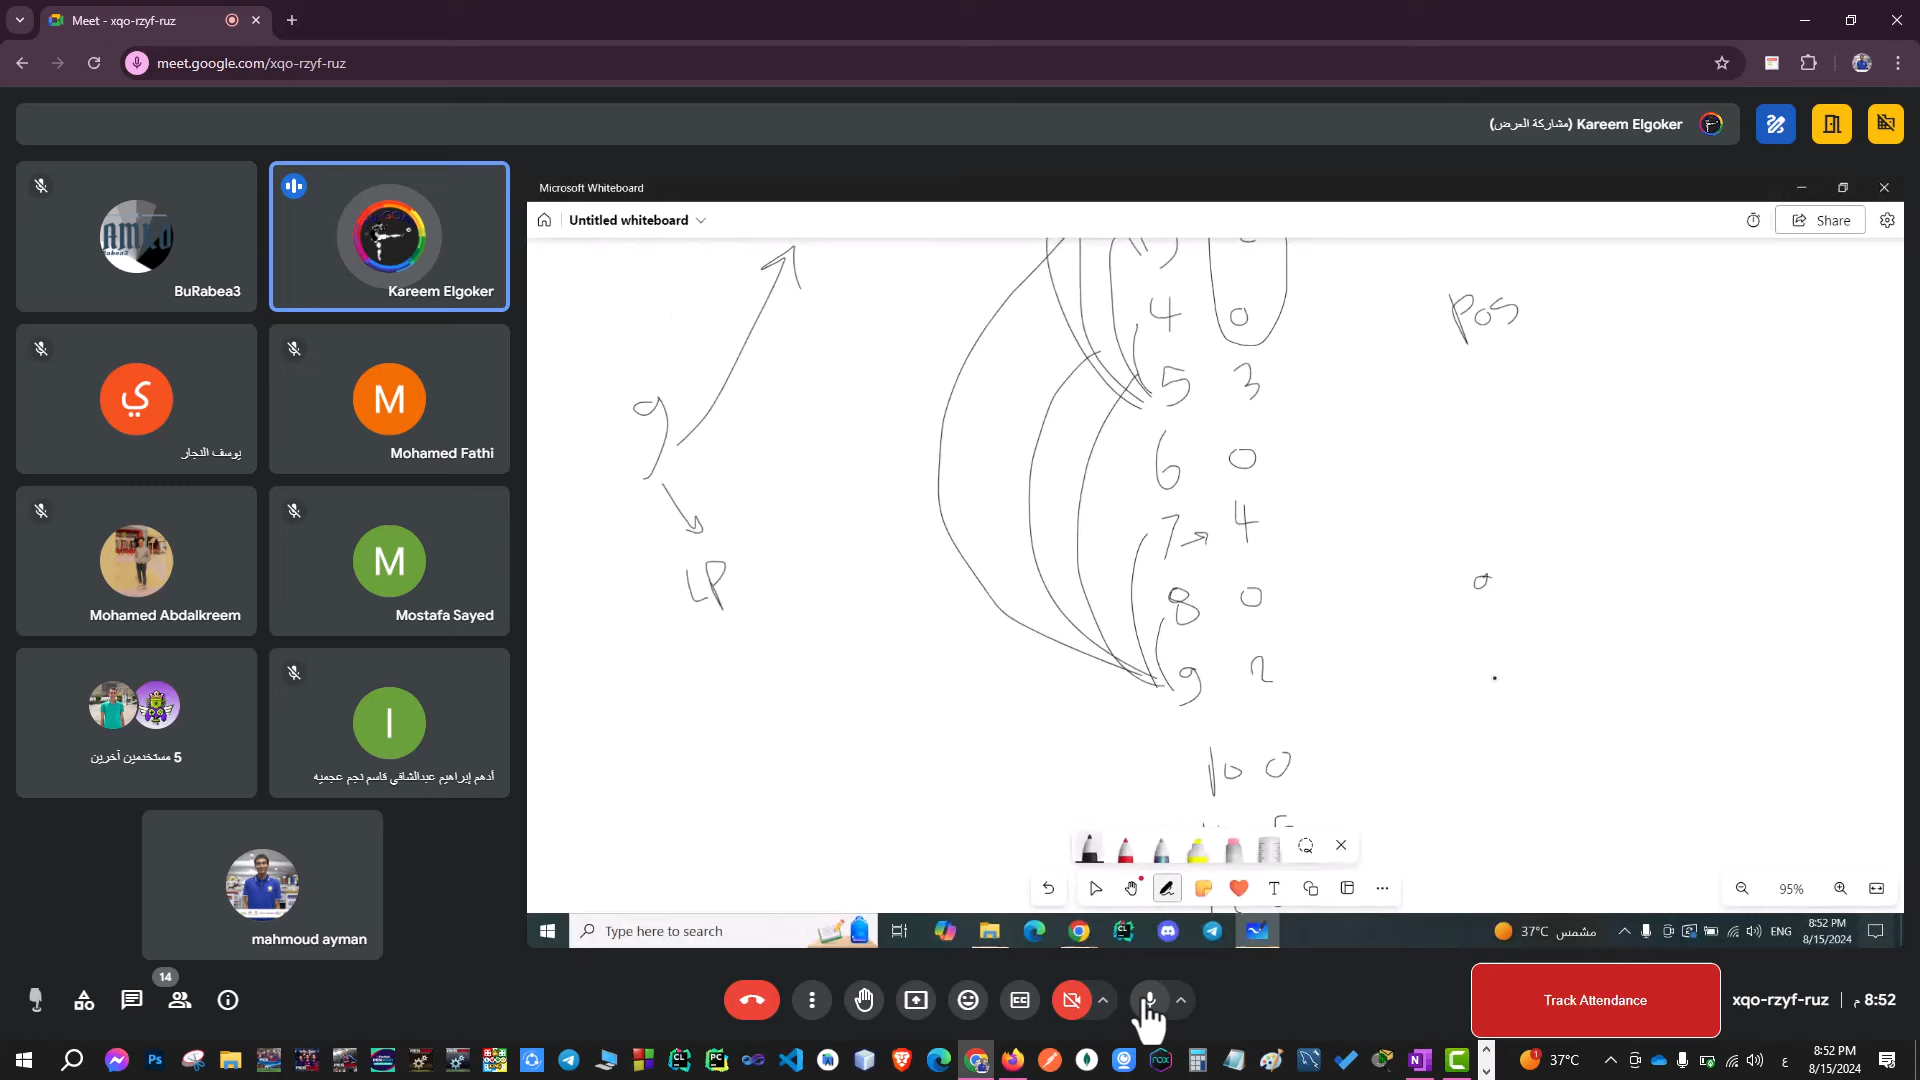 Meet - xqo-rzyf-ruz
meet.google.com/xqo-rzyf-ruz
Kareem Elgoker (مشاركة العرض)
BuRabea3
Kareem Elgoker
ي
يوسف النجار
M
Mohamed Fathi
Mohamed Abdalkreem
M
Mostafa Sayed
5 مستخدمين آخرين
I
أدهم إبراهيم عبدالشافي قاسم نجم عجميه
mahmoud ayman
Microsoft Whiteboard
Untitled whiteboard
Share
4 0
pos
5 3
9
6 0
7 → 4
LP
8 0
9 2
10 0
95%
Type here to search
37°C مشمس
ENG
8:52 PM
8/15/2024
14
Track Attendance
xqo-rzyf-ruz
8:52 م
37°C
ع
8:52 PM
8/15/2024